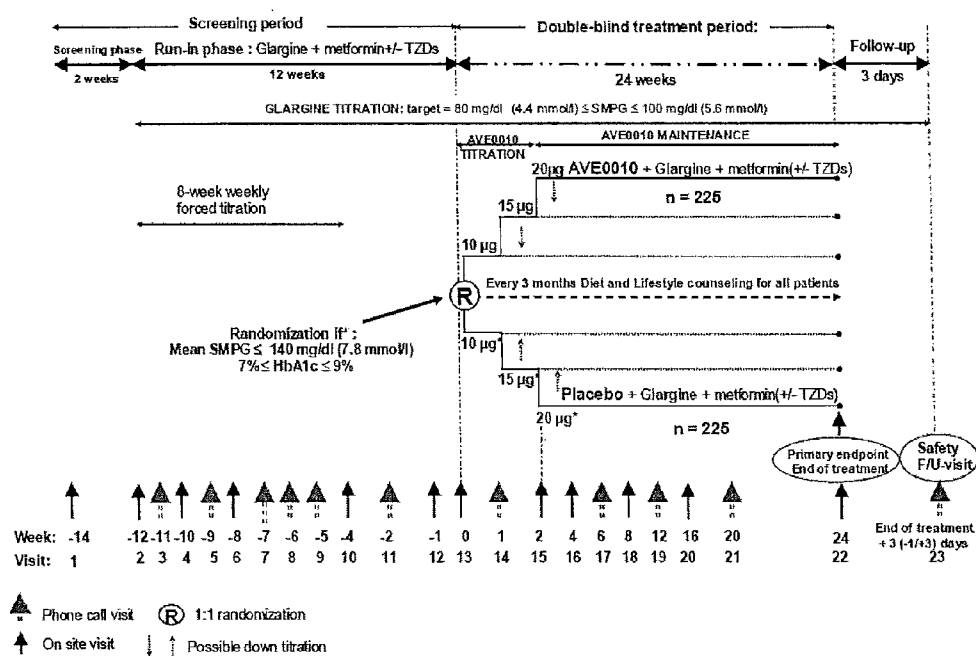 Screening period
Double-blind treatment period:
Screening phase
Run-in phase : Glargine + metformin+/- TZDs
Follow-up
2 weeks
12 weeks
24 weeks
3 days
GLARGINE TITRATION: target = 80 mg/dl (4.4 mmol/l) ≤ SMPG ≤ 100 mg/dl (5.6 mmol/l)
AVE0010
TITRATION
AVE0010 MAINTENANCE
20µg AVE0010 + Glargine + metformin(+/- TZDs)
8-week weekly
forced titration
15 µg
n = 225
10 µg
R
Every 3 months Diet and Lifestyle counseling for all patients
Randomization if* :
Mean SMPG ≤ 140 mg/dl (7.8 mmol/l)
7% ≤ HbA1c ≤ 9%
10 µg*
15 µg*
Placebo + Glargine + metformin(+/- TZDs)
20 µg*
n = 225
Primary endpoint
End of treatment
Safety
F/U-visit
Week: -14 -12 -11 -10 -9 -8 -7 -6 -5 -4 -2 -1 0 1 2 4 6 8 12 16 20 24 End of treatment
+ 3 (-1/+3) days
Visit: 1 2 3 4 5 6 7 8 9 10 11 12 13 14 15 16 17 18 19 20 21 22 23
Phone call visit
R 1:1 randomization
On site visit
Possible down titration